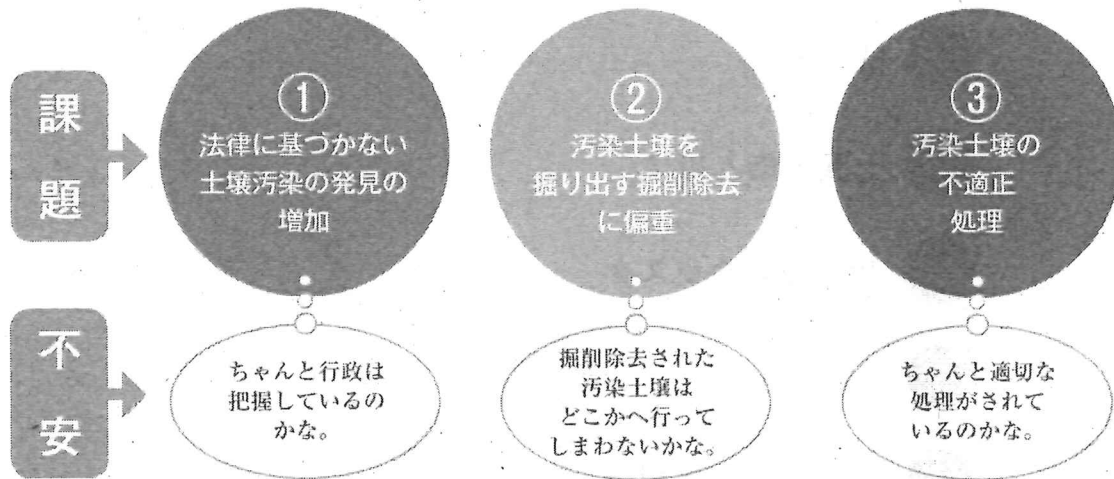 課題
①
法律に基づかない
土壌汚染の発見の
増加
②
汚染土壌を
掘り出す掘削除去
に偏重
③
汚染土壌の
不適正
処理
不安
ちゃんと行政は
把握しているの
かな。
掘削除去された
汚染土壌は
どこかへ行って
しまわないかな。
ちゃんと適切な
処理がされて
いるのかな。